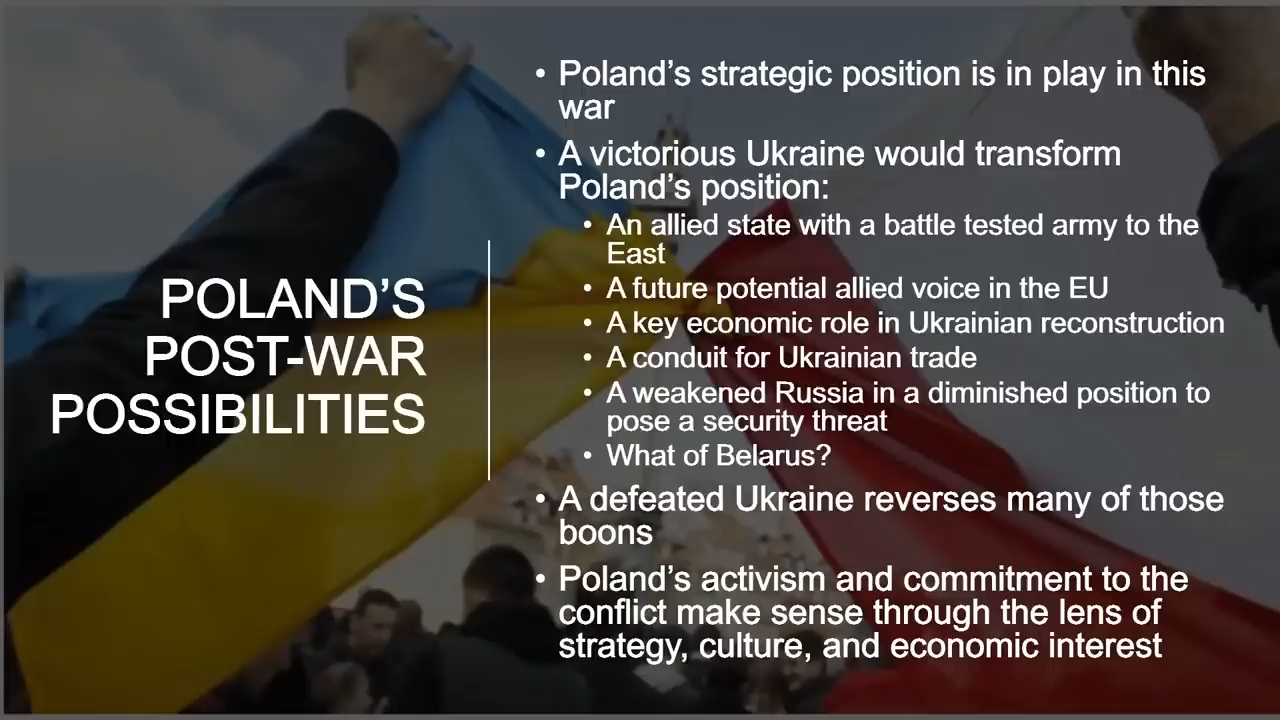 POLAND'S
POST-WAR
POSSIBILITIES
• Poland's strategic position is in play in this
war
• A victorious Ukraine would transform
Poland's position:
• An allied state with a battle tested army to the
East
• A future potential allied voice in the EU
• A key economic role in Ukrainian reconstruction
• A conduit for Ukrainian trade
• A weakened Russia in a diminished position to
pose a security threat
• What of Belarus?
• A defeated Ukraine reverses many of those
boons
• Poland's activism and commitment to the
conflict make sense through the lens of
strategy, culture, and economic interest